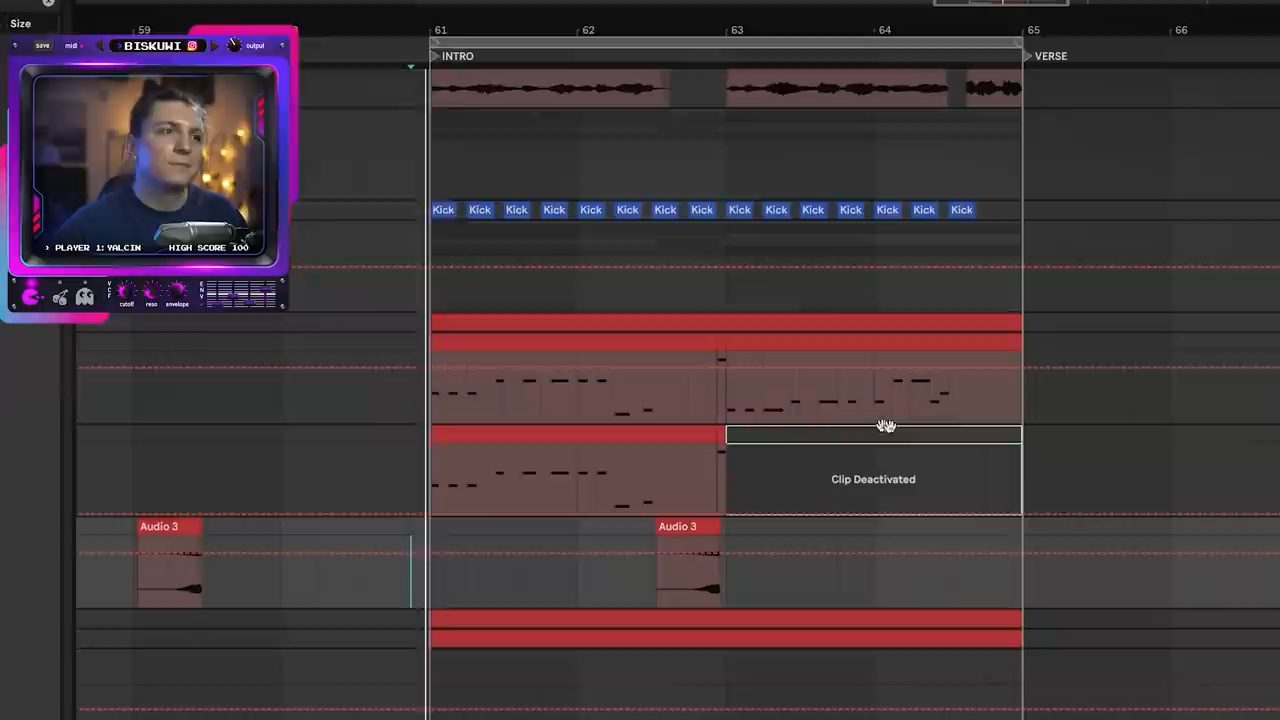 Size
59 61 62 63 64 65 66
save midi BISKUWI output
INTRO VERSE
Kick Kick Kick Kick Kick Kick Kick Kick Kick Kick Kick Kick Kick Kick Kick
› PLAYER 1: YALCIN HIGH SCORE 100
VCF cutoff reso envelope ENV
Clip Deactivated
Audio 3 Audio 3